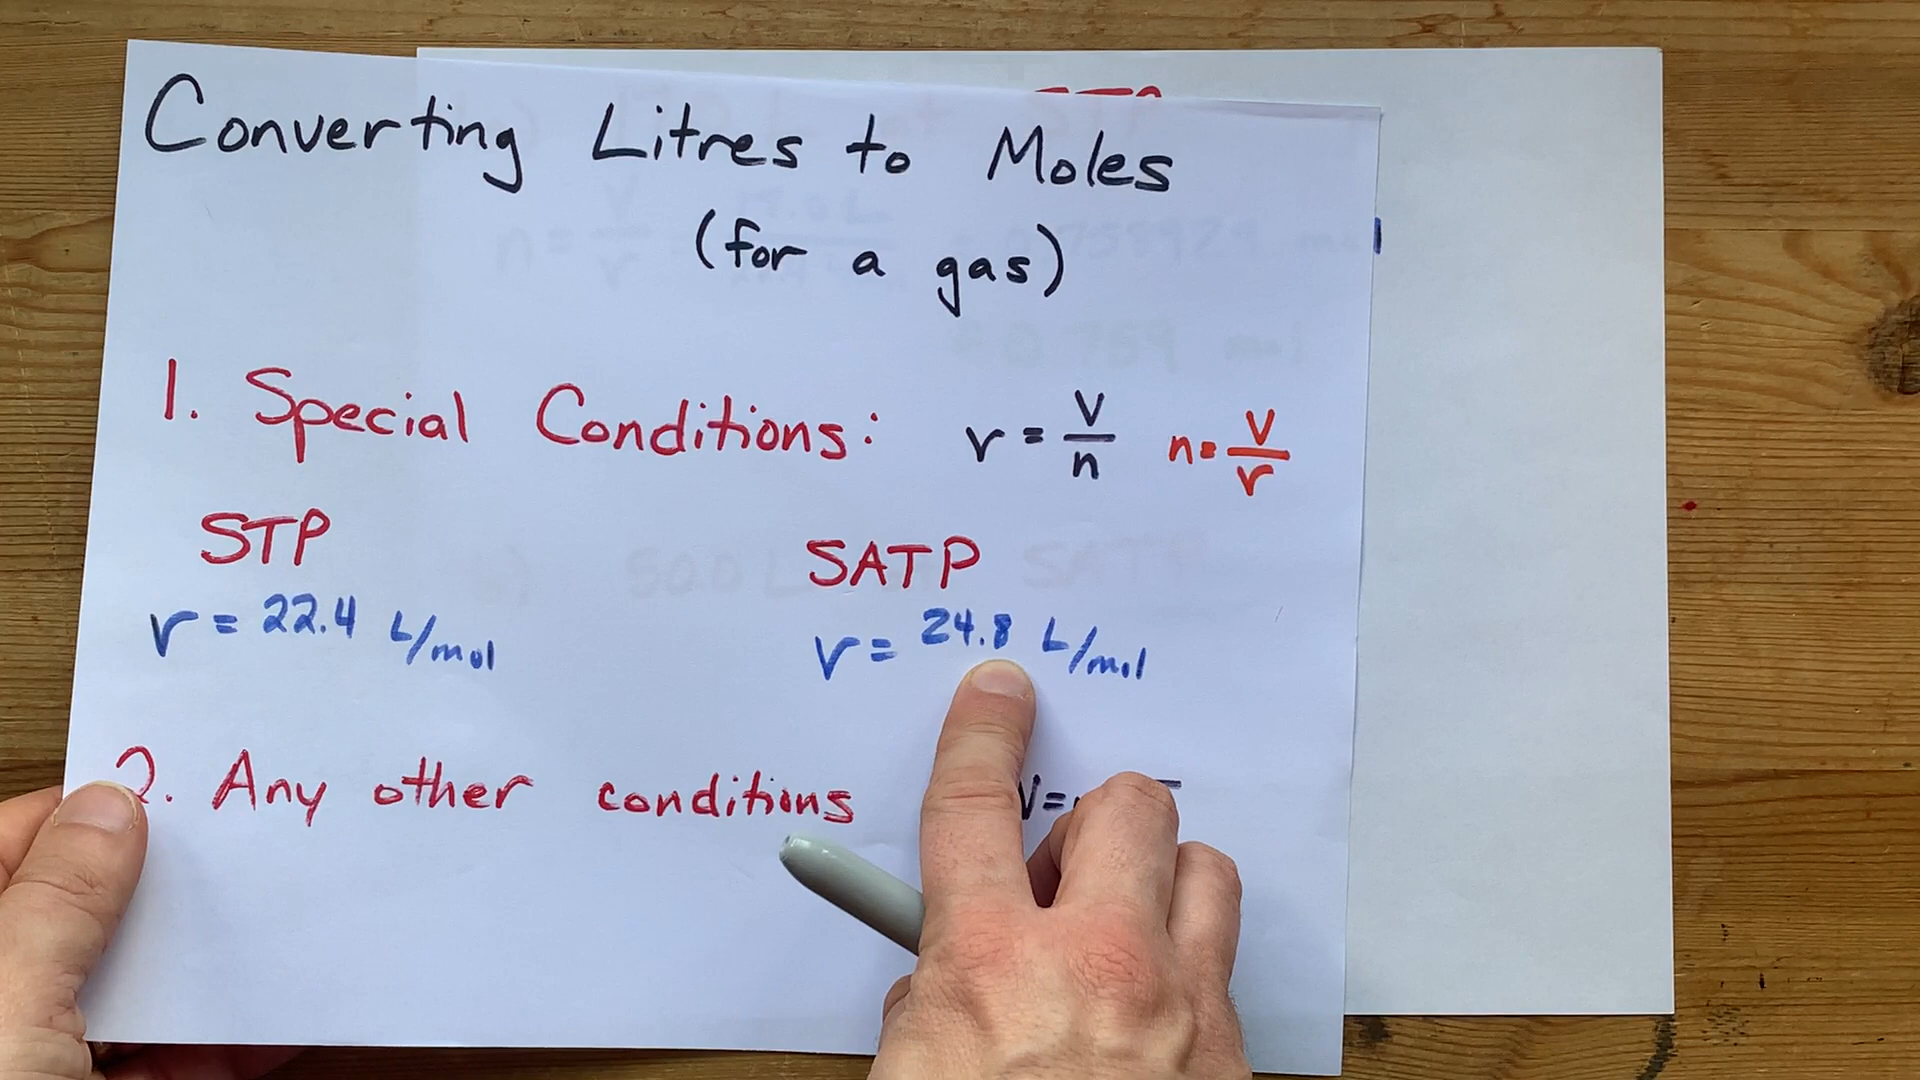 Converting Litres to Moles
(for a gas)
1. Special Conditions: v = V/n n = V/v
STP
v = 22.4 L/mol
SATP
v = 24.8 L/mol
2. Any other conditions